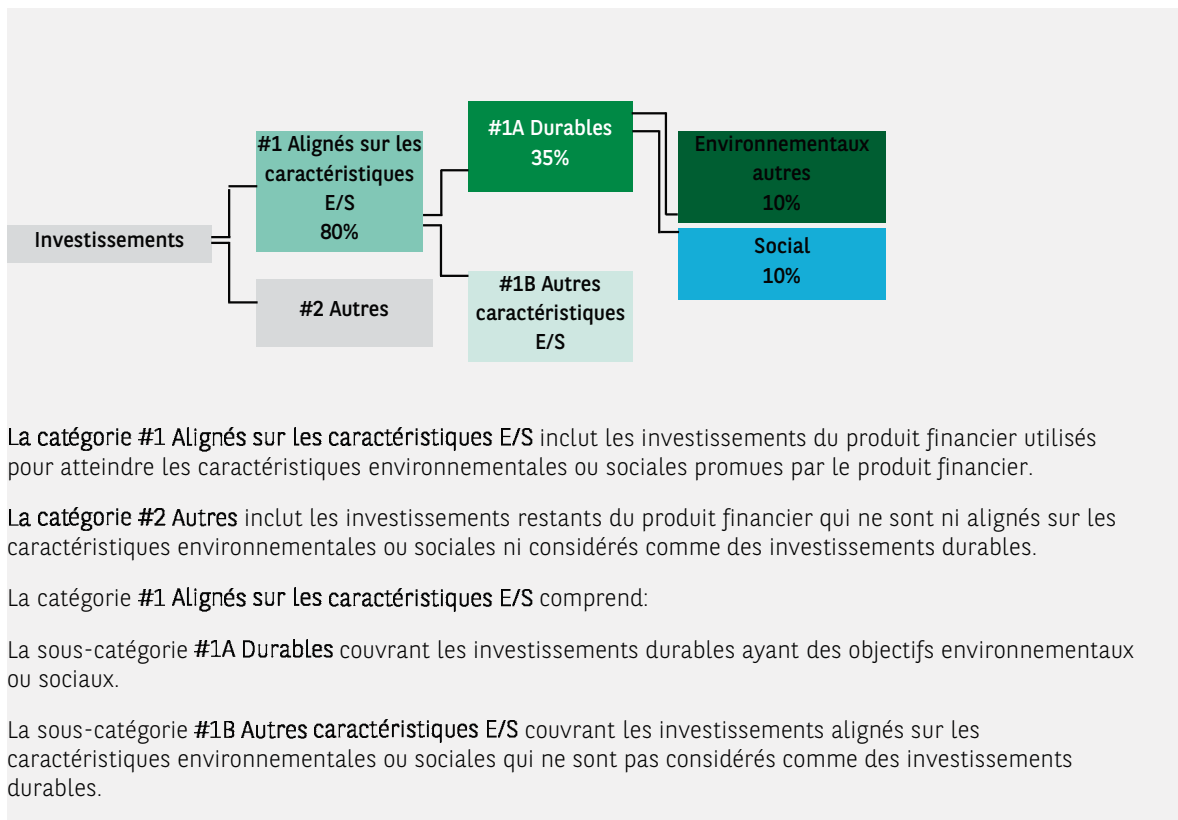 Investissements
#1 Alignés sur les
caractéristiques
E/S
80%
#2 Autres
#1A Durables
35%
#1B Autres
caractéristiques
E/S
Environnementaux
autres
10%
Social
10%
La catégorie #1 Alignés sur les caractéristiques E/S inclut les investissements du produit financier utilisés
pour atteindre les caractéristiques environnementales ou sociales promues par le produit financier.
La catégorie #2 Autres inclut les investissements restants du produit financier qui ne sont ni alignés sur les
caractéristiques environnementales ou sociales ni considérés comme des investissements durables.
La catégorie #1 Alignés sur les caractéristiques E/S comprend:
La sous-catégorie #1A Durables couvrant les investissements durables ayant des objectifs environnementaux
ou sociaux.
La sous-catégorie #1B Autres caractéristiques E/S couvrant les investissements alignés sur les
caractéristiques environnementales ou sociales qui ne sont pas considérés comme des investissements
durables.